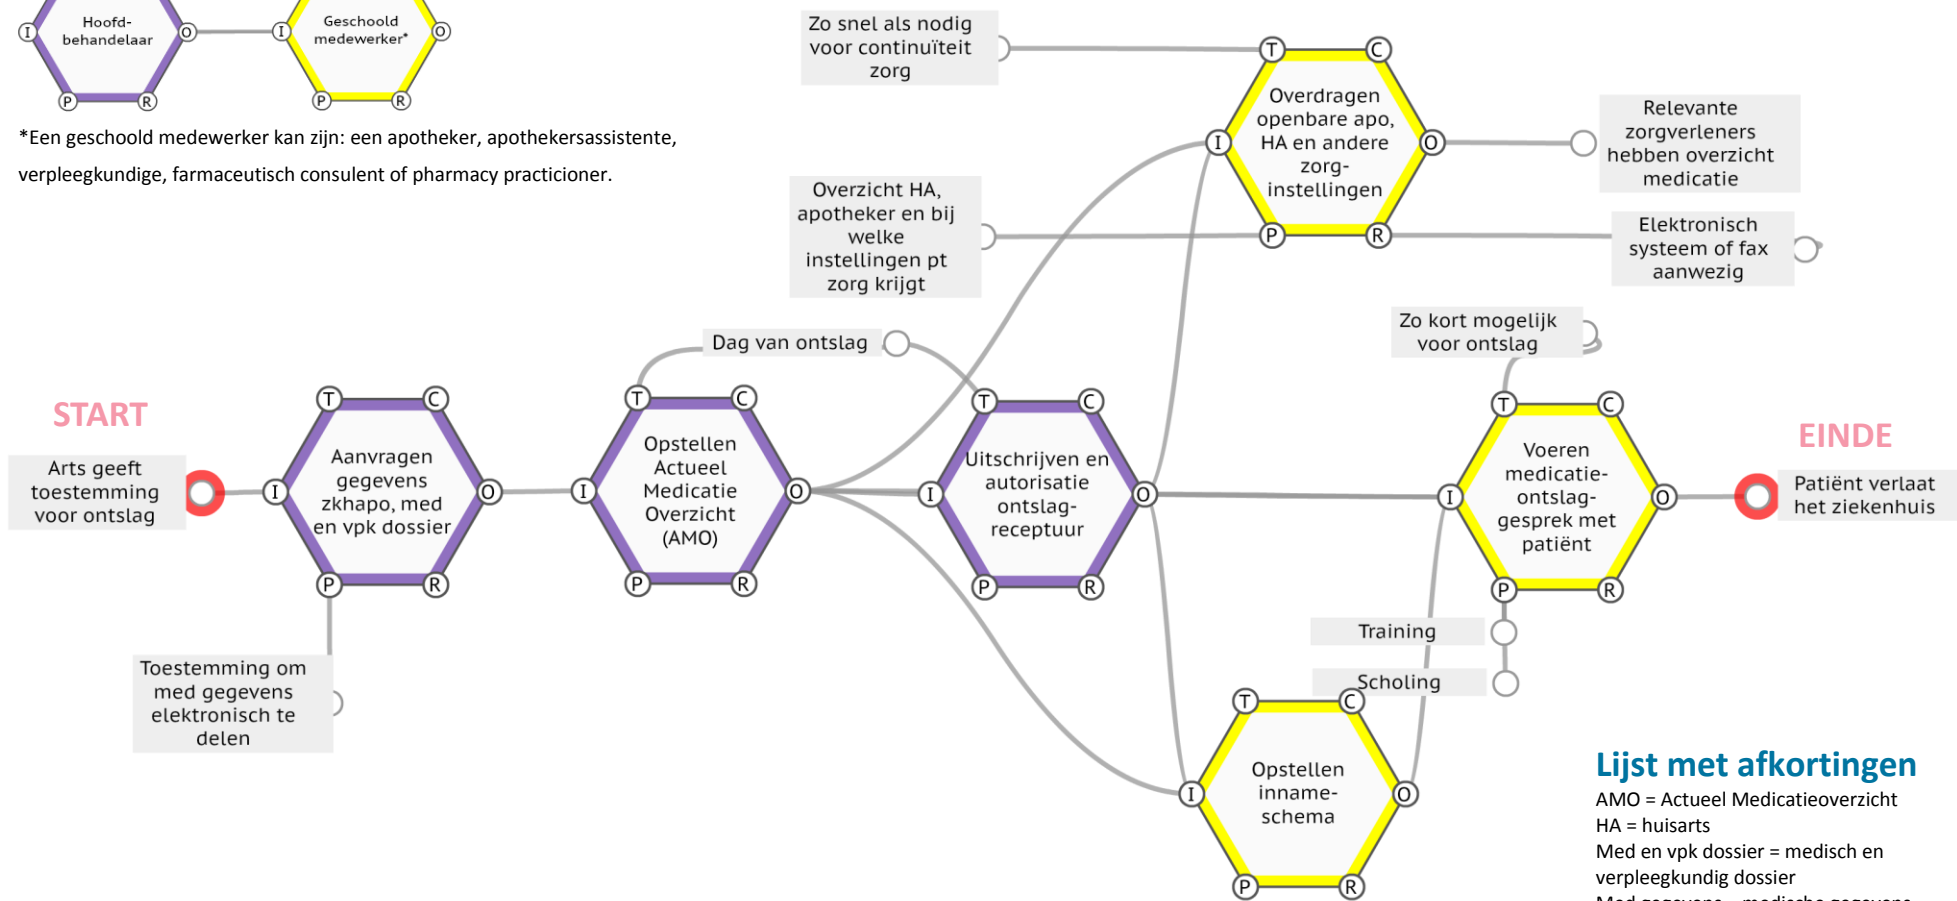 Hoofd-
behandelaar
I
O
P
R
Geschoold
medewerker*
I
O
P
R
*Een geschoold medewerker kan zijn: een apotheker, apothekersassistente,
verpleegkundige, farmaceutisch consulent of pharmacy practicioner.
Zo snel als nodig
voor continuïteit
zorg
T
C
Overdragen
openbare apo,
HA en andere
zorg-
instellingen
I
O
P
R
Relevante
zorgverleners
hebben overzicht
medicatie
Overzicht HA,
apotheker en bij
welke
instellingen pt
zorg krijgt
Elektronisch
systeem of fax
aanwezig
Dag van ontslag
Zo kort mogelijk
voor ontslag
START
Arts geeft
toestemming
voor ontslag
T
C
Aanvragen
gegevens
zkhapo, med
en vpk dossier
I
O
P
R
Toestemming om
med gegevens
elektronisch te
delen
T
C
Opstellen
Actueel
Medicatie
Overzicht
(AMO)
I
O
P
R
T
C
Uitschrijven en
autorisatie
ontslag-
receptuur
I
O
P
R
T
C
Voeren
medicatie-
ontslag-
gesprek met
patiënt
I
O
P
R
EINDE
Patiënt verlaat
het ziekenhuis
Training
Scholing
T
C
Opstellen
inname-
schema
I
O
P
R
Lijst met afkortingen
AMO = Actueel Medicatieoverzicht
HA = huisarts
Med en vpk dossier = medisch en
verpleegkundig dossier
Med gegevens = medische gegevens